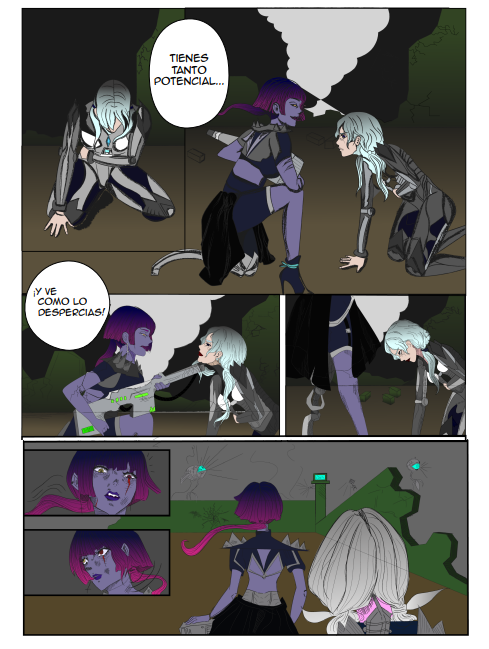 TIENES
TANTO
POTENCIAL...
¡Y VE
COMO LO
DESPERCIAS!